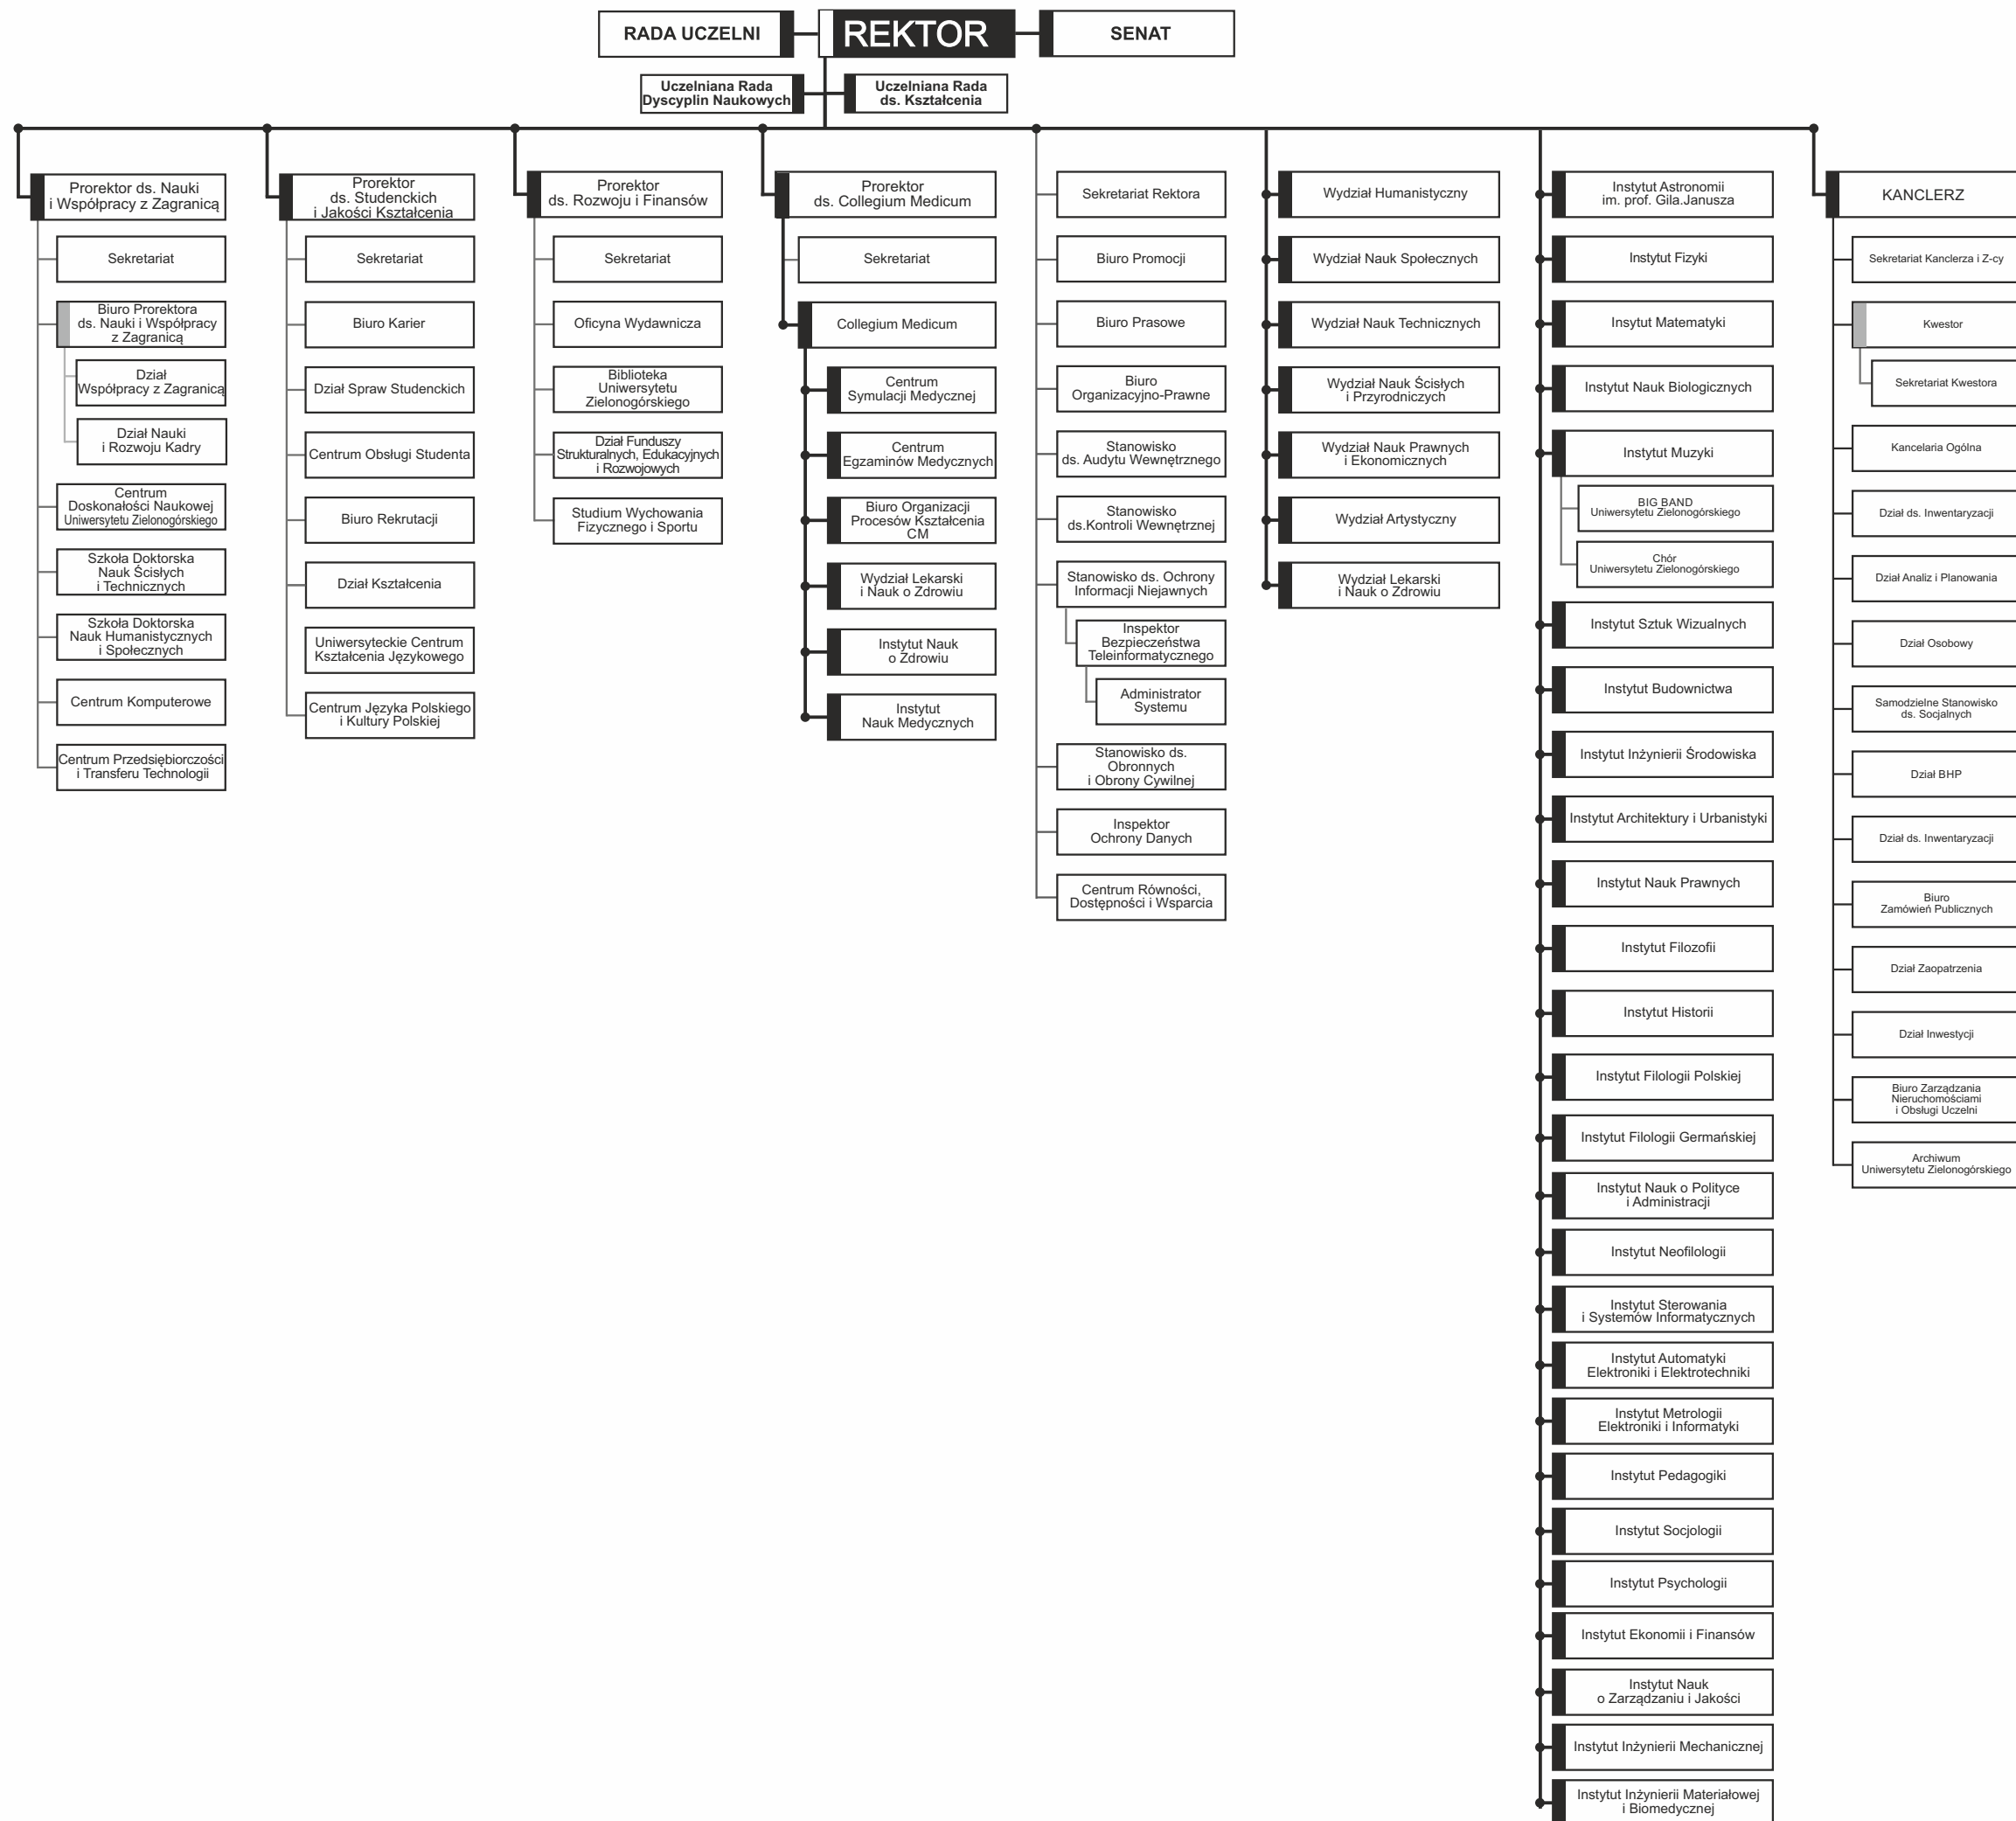 RADA UCZELNI
REKTOR
SENAT
Uczelniana Rada
Dyscyplin Naukowych
Uczelniana Rada
ds. Kształcenia
Prorektor ds. Nauki
i Współpracy z Zagranicą
Sekretariat
Biuro Prorektora
ds. Nauki i Współpracy
z Zagranicą
Dział
Współpracy z Zagranicą
Dział Nauki
i Rozwoju Kadry
Centrum
Doskonałości Naukowej
Uniwersytetu Zielonogórskiego
Szkoła Doktorska
Nauk Ścisłych
i Technicznych
Szkoła Doktorska
Nauk Humanistycznych
i Społecznych
Centrum Komputerowe
Centrum Przedsiębiorczości
i Transferu Technologii
Prorektor
ds. Studenckich
i Jakości Kształcenia
Sekretariat
Biuro Karier
Dział Spraw Studenckich
Centrum Obsługi Studenta
Biuro Rekrutacji
Dział Kształcenia
Uniwersyteckie Centrum
Kształcenia Językowego
Centrum Języka Polskiego
i Kultury Polskiej
Prorektor
ds. Rozwoju i Finansów
Sekretariat
Oficyna Wydawnicza
Biblioteka
Uniwersytetu
Zielonogórskiego
Dział Funduszy
Strukturalnych, Edukacyjnych
i Rozwojowych
Studium Wychowania
Fizycznego i Sportu
Prorektor
ds. Collegium Medicum
Sekretariat
Collegium Medicum
Centrum
Symulacji Medycznej
Centrum
Egzaminów Medycznych
Biuro Organizacji
Procesów Kształcenia
CM
Wydział Lekarski
i Nauk o Zdrowiu
Instytut Nauk
o Zdrowiu
Instytut
Nauk Medycznych
Sekretariat Rektora
Biuro Promocji
Biuro Prasowe
Biuro
Organizacyjno-Prawne
Stanowisko
ds. Audytu Wewnętrznego
Stanowisko
ds.Kontroli Wewnętrznej
Stanowisko ds. Ochrony
Informacji Niejawnych
Inspektor
Bezpieczeństwa
Teleinformatycznego
Administrator
Systemu
Stanowisko ds.
Obronnych
i Obrony Cywilnej
Inspektor
Ochrony Danych
Centrum Równości,
Dostępności i Wsparcia
Wydział Humanistyczny
Wydział Nauk Społecznych
Wydział Nauk Technicznych
Wydział Nauk Ścisłych
i Przyrodniczych
Wydział Nauk Prawnych
i Ekonomicznych
Wydział Artystyczny
Wydział Lekarski
i Nauk o Zdrowiu
Instytut Astronomii
im. prof. Gila.Janusza
Instytut Fizyki
Insytut Matematyki
Instytut Nauk Biologicznych
Instytut Muzyki
BIG BAND
Uniwersytetu Zielonogórskiego
Chór
Uniwersytetu Zielonogórskiego
Instytut Sztuk Wizualnych
Instytut Budownictwa
Instytut Inżynierii Środowiska
Instytut Architektury i Urbanistyki
Instytut Nauk Prawnych
Instytut Filozofii
Instytut Historii
Instytut Filologii Polskiej
Instytut Filologii Germańskiej
Instytut Nauk o Polityce
i Administracji
Instytut Neofilologii
Instytut Sterowania
i Systemów Informatycznych
Instytut Automatyki
Elektroniki i Elektrotechniki
Instytut Metrologii
Elektroniki i Informatyki
Instytut Pedagogiki
Instytut Socjologii
Instytut Psychologii
Instytut Ekonomii i Finansów
Instytut Nauk
o Zarządzaniu i Jakości
Instytut Inżynierii Mechanicznej
Instytut Inżynierii Materiałowej
i Biomedycznej
KANCLERZ
Sekretariat Kanclerza i Z-cy
Kwestor
Sekretariat Kwestora
Kancelaria Ogólna
Dział ds. Inwentaryzacji
Dział Analiz i Planowania
Dział Osobowy
Samodzielne Stanowisko
ds. Socjalnych
Dział BHP
Dział ds. Inwentaryzacji
Biuro
Zamówień Publicznych
Dział Zaopatrzenia
Dział Inwestycji
Biuro Zarządzania
Nieruchomościami
i Obsługi Uczelni
Archiwum
Uniwersytetu Zielonogórskiego